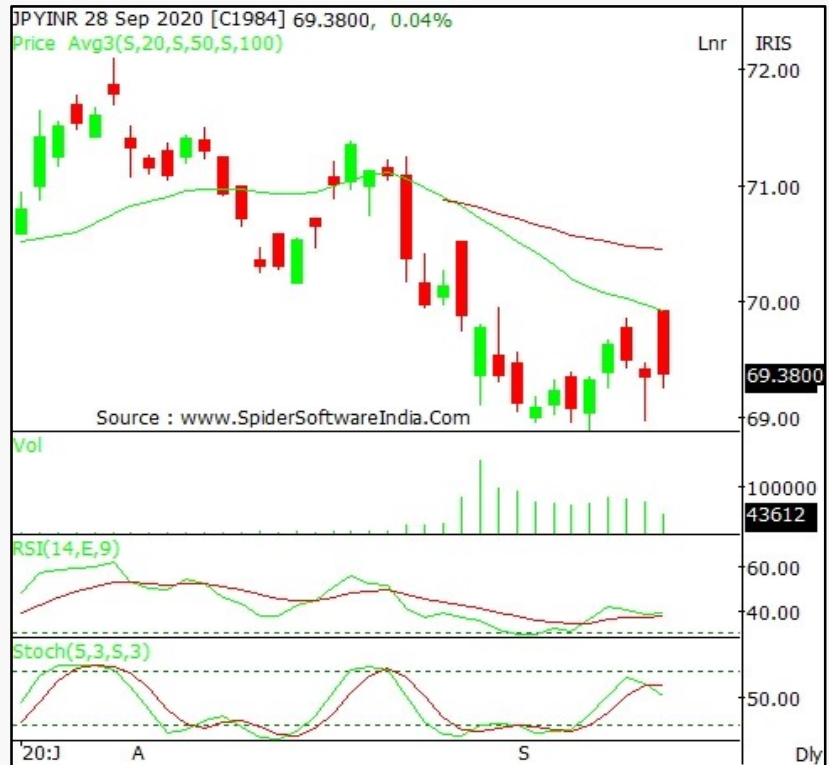 JPYINR 28 Sep 2020 [C1984] 69.3800, 0.04%
Price Avg3(S,20,S,50,S,100)
Lnr IRIS
72.00
71.00
70.00
69.3800
69.00
Source : www.SpiderSoftwareIndia.Com
Vol
100000
43612
RSI(14,E,9)
60.00
40.00
Stoch(5,3,S,3)
50.00
20:J A S Dly